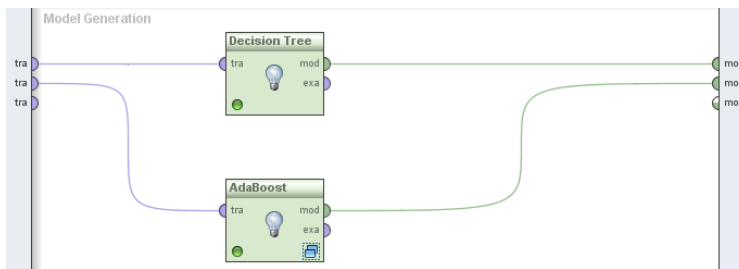 Model Generation
Decision Tree
tra
tra
mod
mo
exa
tra
mo
tra
mo
AdaBoost
tra
mod
exa